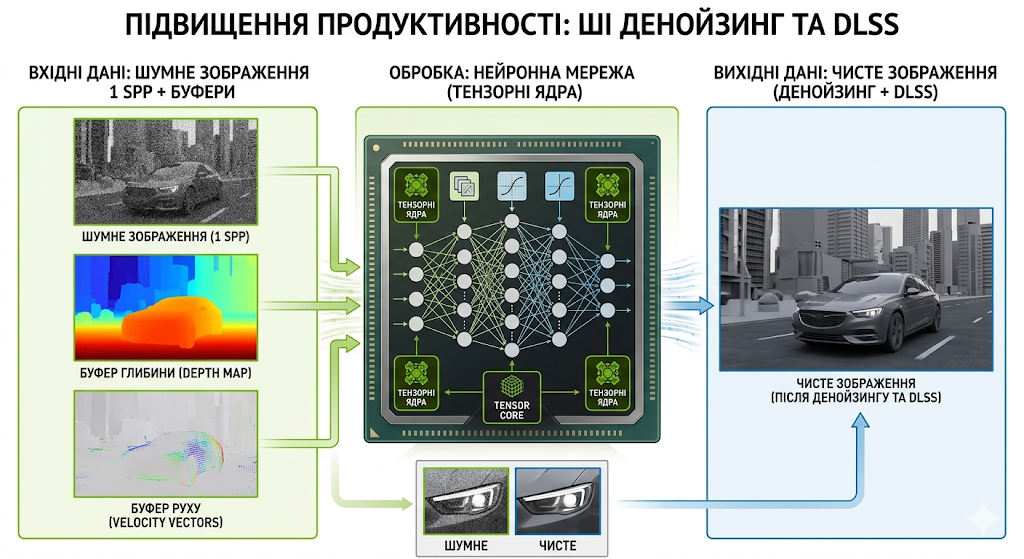 ПІДВИЩЕННЯ ПРОДУКТИВНОСТІ: ШІ ДЕНОЙЗИНГ ТА DLSS
ВХІДНІ ДАНІ: ШУМНЕ ЗОБРАЖЕННЯ
1 SPP + БУФЕРИ
ШУМНЕ ЗОБРАЖЕННЯ (1 SPP)
БУФЕР ГЛИБИНИ (DEPTH MAP)
БУФЕР РУХУ
(VELOCITY VECTORS)
ОБРОБКА: НЕЙРОННА МЕРЕЖА
(ТЕНЗОРНІ ЯДРА)
ТЕНЗОРНІ
ЯДРА
ТЕНЗОРНІ
ЯДРА
ТЕНЗОРНІ
ЯДРА
TENSOR
CORE
ТЕНЗОРНІ
ЯДРА
ШУМНЕ
ЧИСТЕ
ВИХІДНІ ДАНІ: ЧИСТЕ ЗОБРАЖЕННЯ
(ДЕНОЙЗИНГ + DLSS)
ЧИСТЕ ЗОБРАЖЕННЯ
(ПІСЛЯ ДЕНОЙЗИНГУ ТА DLSS)